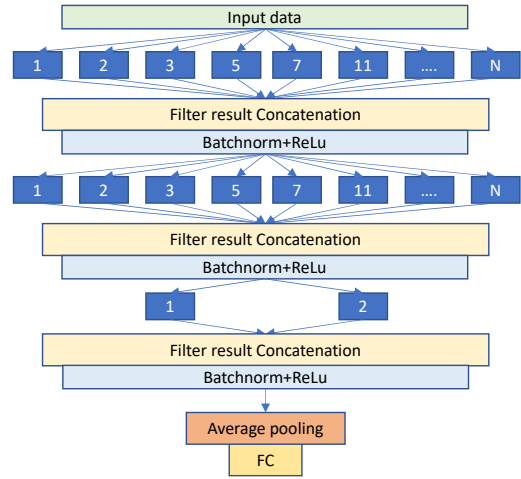 Input data
1 2 3 5 7 11 .... N
Filter result Concatenation
Batchnorm+ReLu
1 2 3 5 7 11 .... N
Filter result Concatenation
Batchnorm+ReLu
1 2
Filter result Concatenation
Batchnorm+ReLu
Average pooling
FC